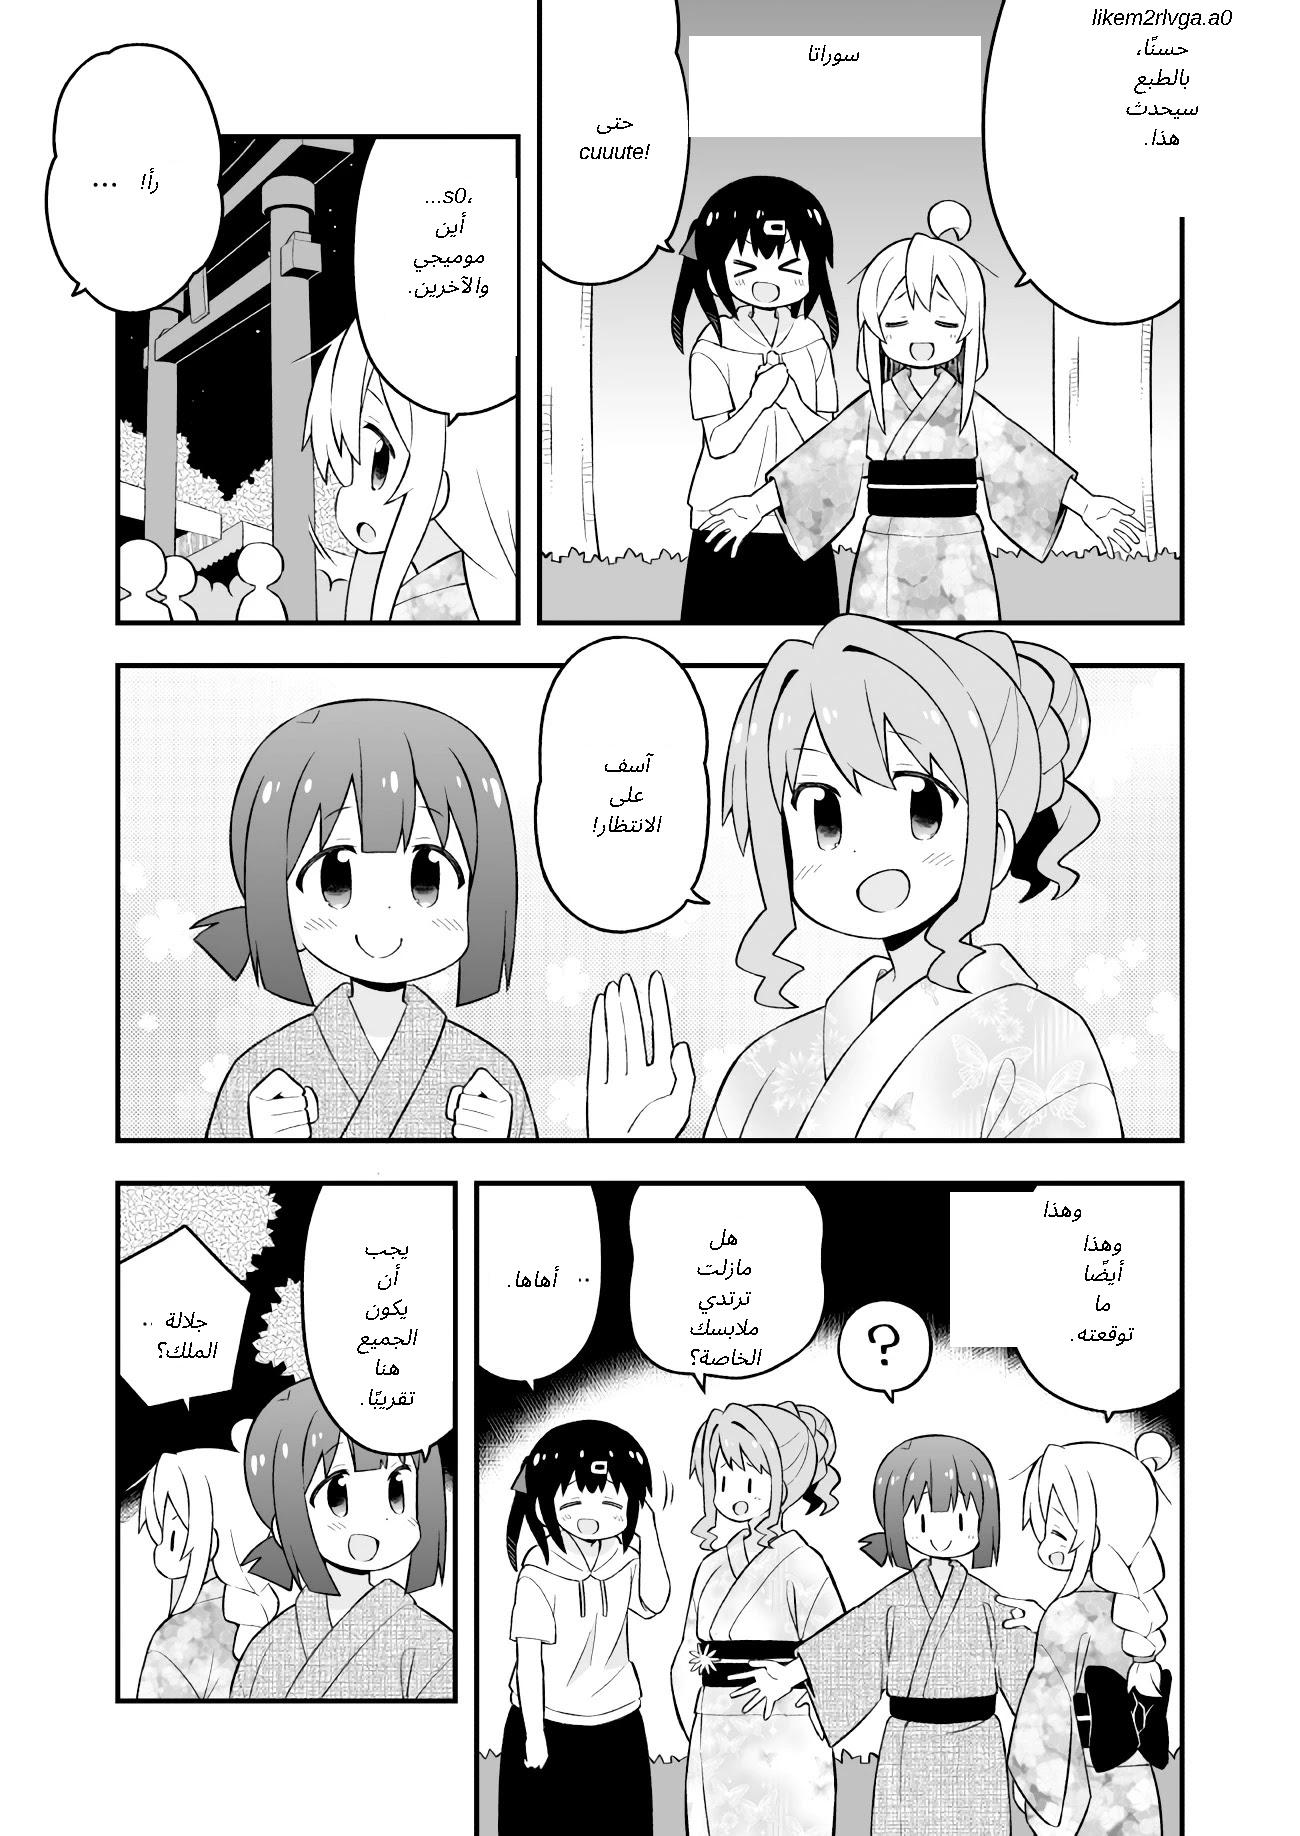 likem2rlvga.a0
حسنًا،
بالطبع
سيحدث
هذا.
سوراتا
حتى
cuuute!
...s0،
أين
موميجي
والآخرين.
رأ! ...
آسف
على
الانتظار!
وهذا
وهذا
أيضًا
ما
توقعته.
?
هل
مازلت
ترتدي
ملابسك
الخاصة؟
أهاها. ..
يجب
أن
يكون
الجميع
هنا
تقريبًا.
جلالة ..
الملك؟